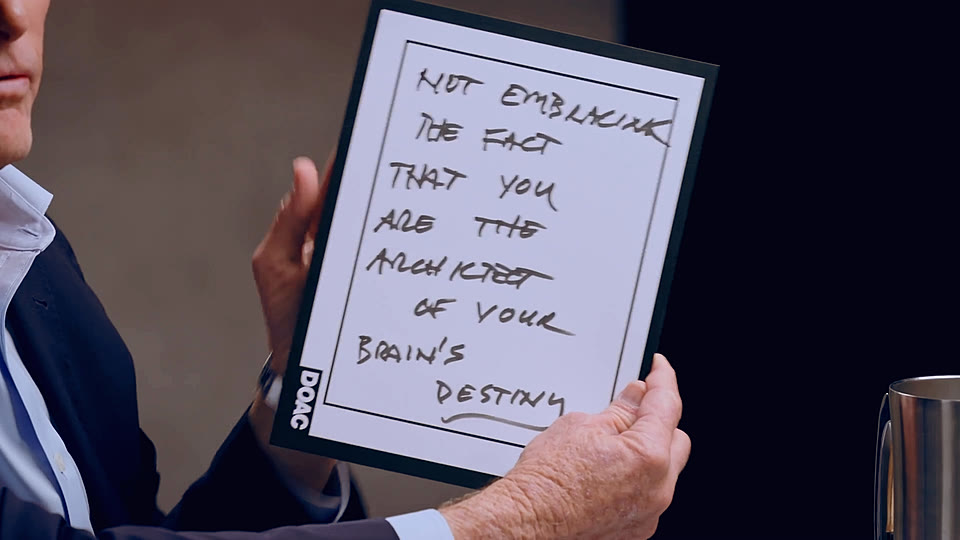 NOT EMBRACING
THE FACT
THAT YOU
ARE THE
ARCHITECT
OF YOUR
BRAIN'S
DESTINY
DOAC